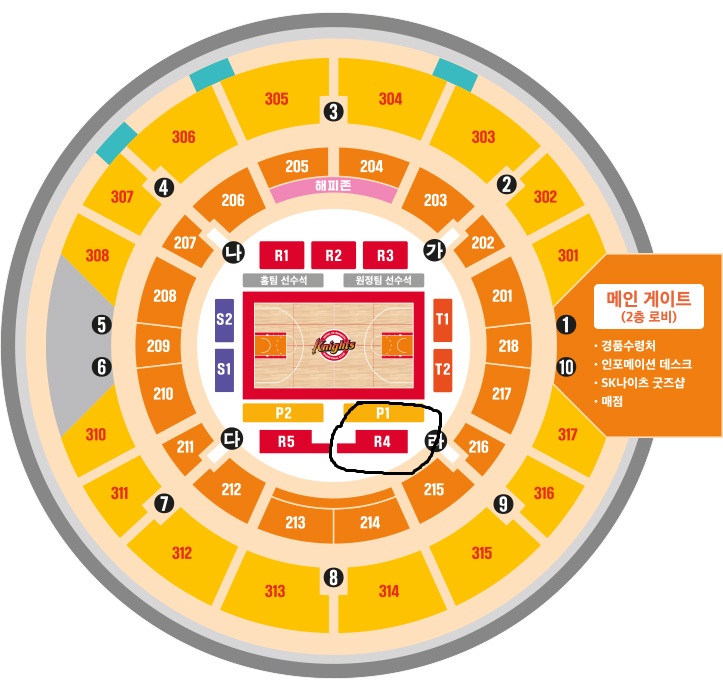 305
304
3
306
303
205
204
해피존
4
2
307
302
206
203
207
202
나
가
308
301
R1
R2
R3
홈팀 선수석
원정팀 선수석
208
201
메인 게이트
(2층 로비)
5
S2
T1
1
Knights
209
218
경품수령처
6
S1
T2
10
· 인포메이션 데스크
· SK나이츠 굿즈샵
· 매점
210
217
P2
P1
310
317
R5
R4
211
다
라
216
311
212
215
316
7
9
213
214
312
315
8
313
314